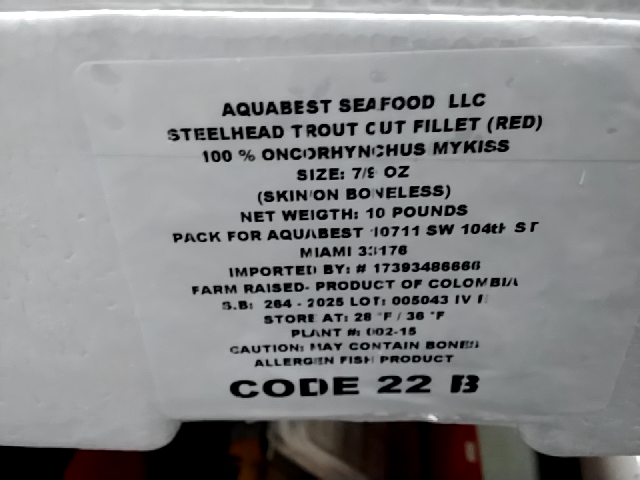 AQUABEST SEAFOOD LLC
STEELHEAD TROUT CUT FILLET (RED)
100 % ONCORHYNCHUS MYKISS
SIZE: 7/9 OZ
(SKIN ON BONELESS)
NET WEIGTH: 10 POUNDS
PACK FOR AQUABEST 10711 SW 104th ST
MIAMI 33176
IMPORTED BY: #
FARM RAISED- PRODUCT OF COLOMBIA
S.B: 264 - 2025 LOT: 005043 IV
STORE AT: 28 °F / 36 °F
PLANT #: 002-15
CAUTION: MAY CONTAIN BONES
ALLERGEN FISH PRODUCT
CODE 22 B